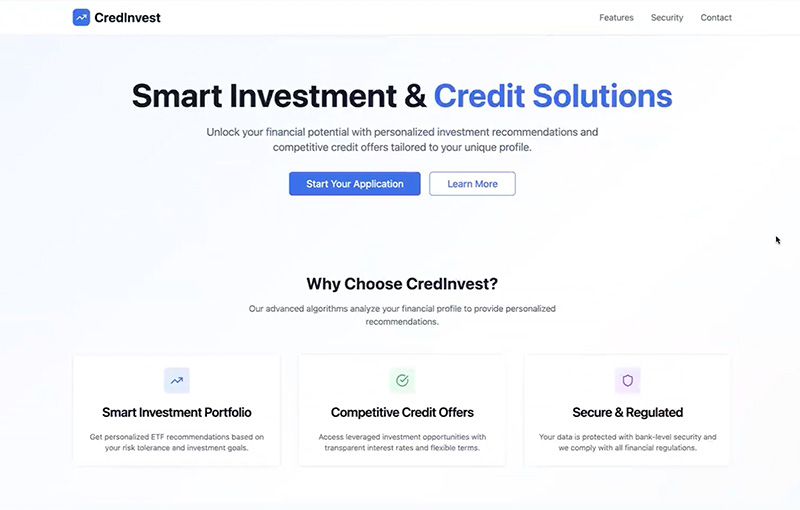 CredInvest
Features
Security
Contact
Smart Investment & Credit Solutions
Unlock your financial potential with personalized investment recommendations and
competitive credit offers tailored to your unique profile.
Start Your Application
Learn More
Why Choose CredInvest?
Our advanced algorithms analyze your financial profile to provide personalized
recommendations.
Smart Investment Portfolio
Get personalized ETF recommendations based on
your risk tolerance and investment goals.
Competitive Credit Offers
Access leveraged investment opportunities with
transparent interest rates and flexible terms.
Secure & Regulated
Your data is protected with bank-level security and
we comply with all financial regulations.